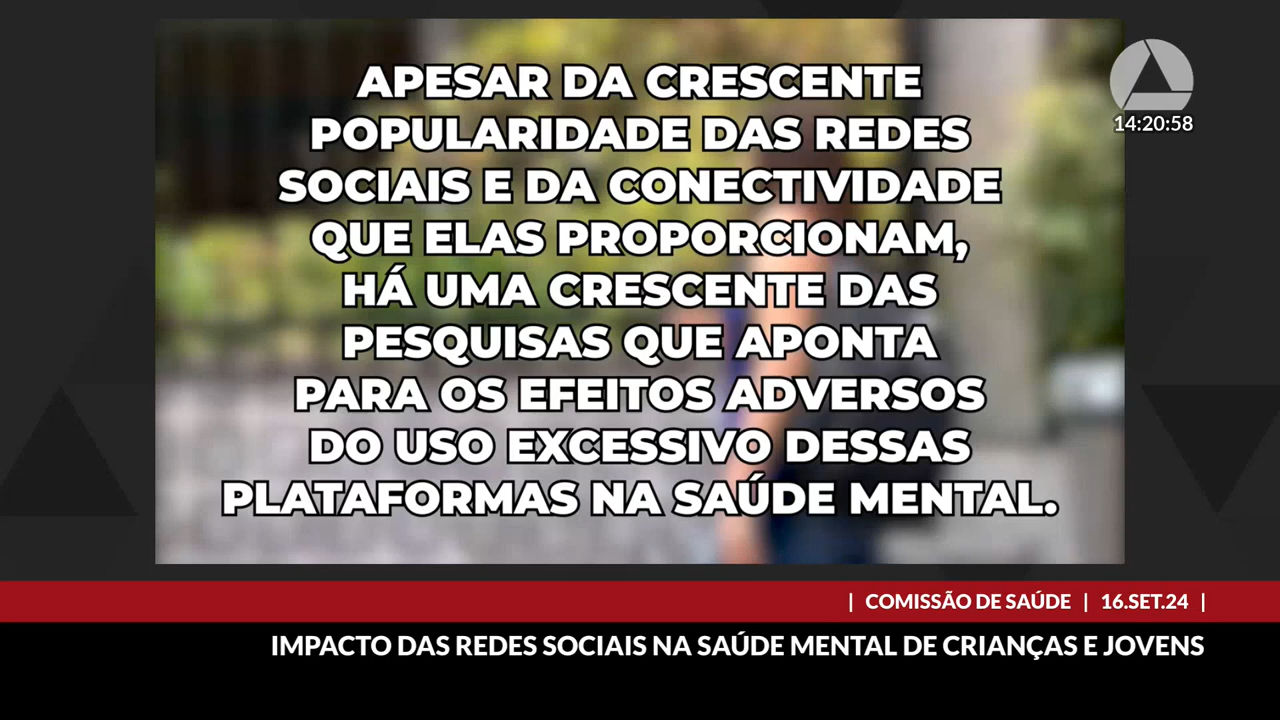 APESAR DA CRESCENTE
POPULARIDADE DAS REDES
SOCIAIS E DA CONECTIVIDADE
QUE ELAS PROPORCIONAM,
HÁ UMA CRESCENTE DAS
PESQUISAS QUE APONTA
PARA OS EFEITOS ADVERSOS
DO USO EXCESSIVO DESSAS
PLATAFORMAS NA SAÚDE MENTAL.
14:20:58
| COMISSÃO DE SAÚDE | 16.SET.24 |
IMPACTO DAS REDES SOCIAIS NA SAÚDE MENTAL DE CRIANÇAS E JOVENS